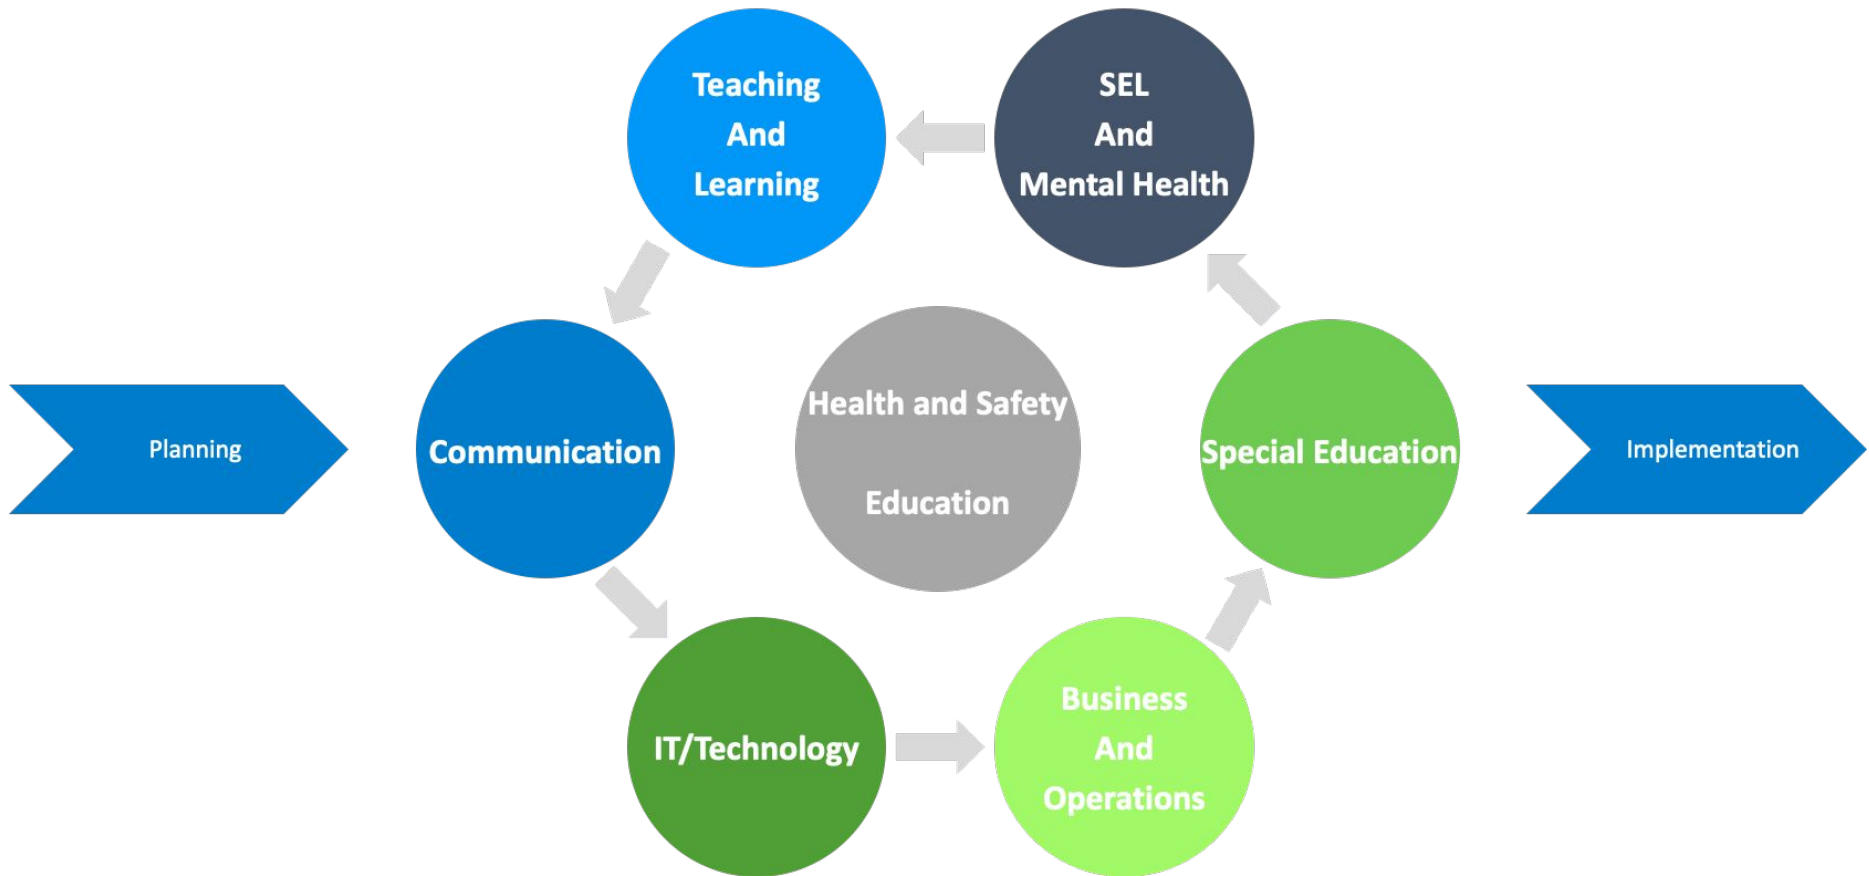 Teaching
And
Learning
SEL
And
Mental Health
Planning
Communication
Health and Safety
Education
Special Education
Implementation
IT/Technology
Business
And
Operations